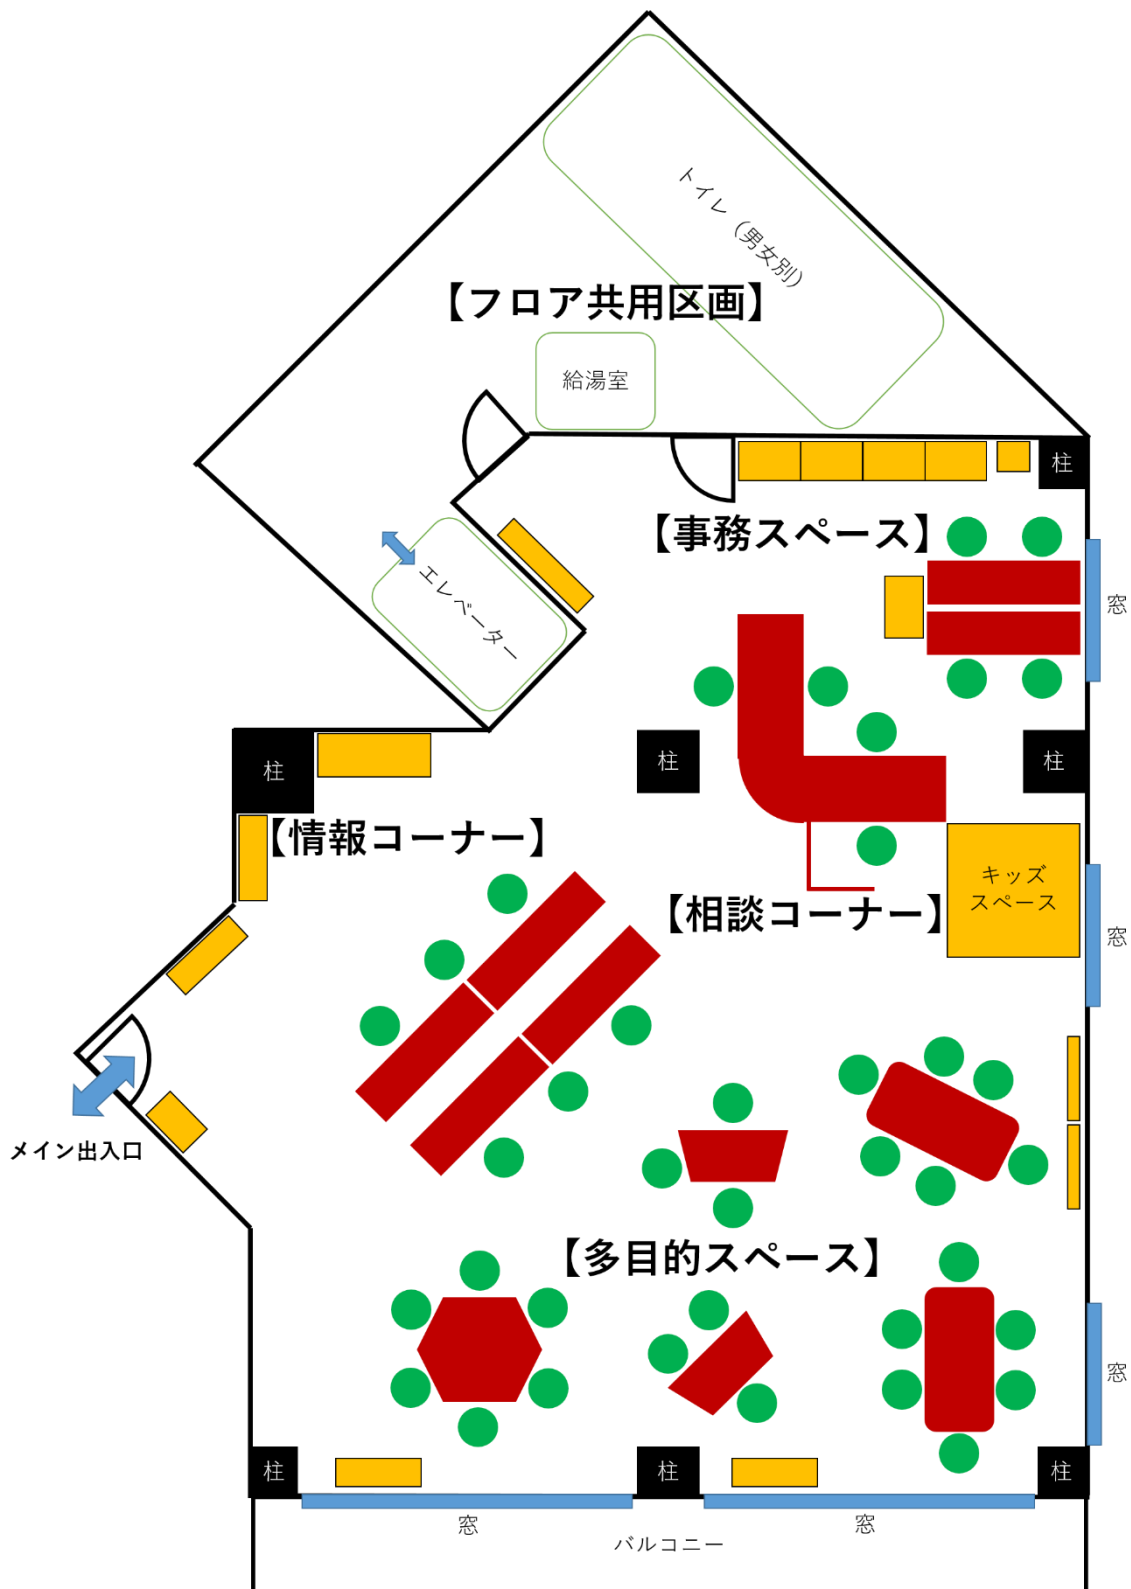 トイレ（男女別）
【フロア共用区画】
給湯室
柱
【事務スペース】
エレベーター
窓
柱
柱
柱
【情報コーナー】
キッズ
スペース
【相談コーナー】
窓
メイン出入口
【多目的スペース】
窓
柱
柱
柱
窓
窓
バルコニー